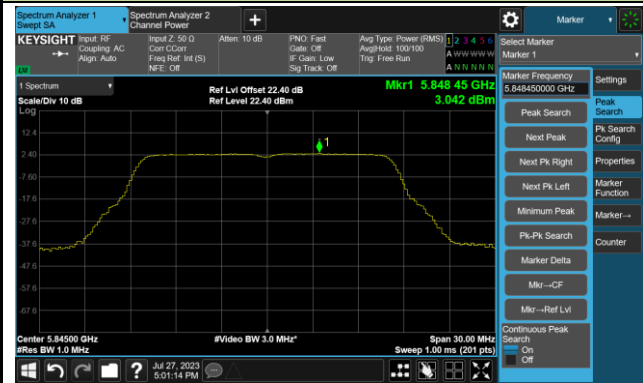 Spectrum Analyzer 1
Swept SA
Spectrum Analyzer 2
Channel Power
Marker
KEYSIGHT
Input: RF
Coupling: AC
Align: Auto
Input Z: 50 Ω
Corr CCorr
Freq Ref: Int (S)
NFE: Off
Atten: 10 dB
PNO: Fast
Gate: Off
IF Gain: Low
Sig Track: Off
Avg Type: Power (RMS)
Avg|Hold: 100/100
Trig: Free Run
1 2 3 4 5 6
A W W W W W
A N N N N N
Select Marker
Marker 1
1 Spectrum
Scale/Div 10 dB
Log
Ref Lvl Offset 22.40 dB
Ref Level 22.40 dBm
Mkr1 5.848 45 GHz
3.042 dBm
1
12.4
2.40
-7.60
-17.6
-27.6
-37.6
-47.6
-57.6
-67.6
Center 5.84500 GHz
#Res BW 1.0 MHz
#Video BW 3.0 MHz*
Span 30.00 MHz
Sweep 1.00 ms (201 pts)
Marker Frequency
5.848450000 GHz
Peak Search
Next Peak
Next Pk Right
Next Pk Left
Minimum Peak
Pk-Pk Search
Marker Delta
Mkr→CF
Mkr→Ref Lvl
Continuous Peak
Search
On
Off
Settings
Peak
Search
Pk Search
Config
Properties
Marker
Function
Marker→
Counter
?
Jul 27, 2023
5:01:14 PM